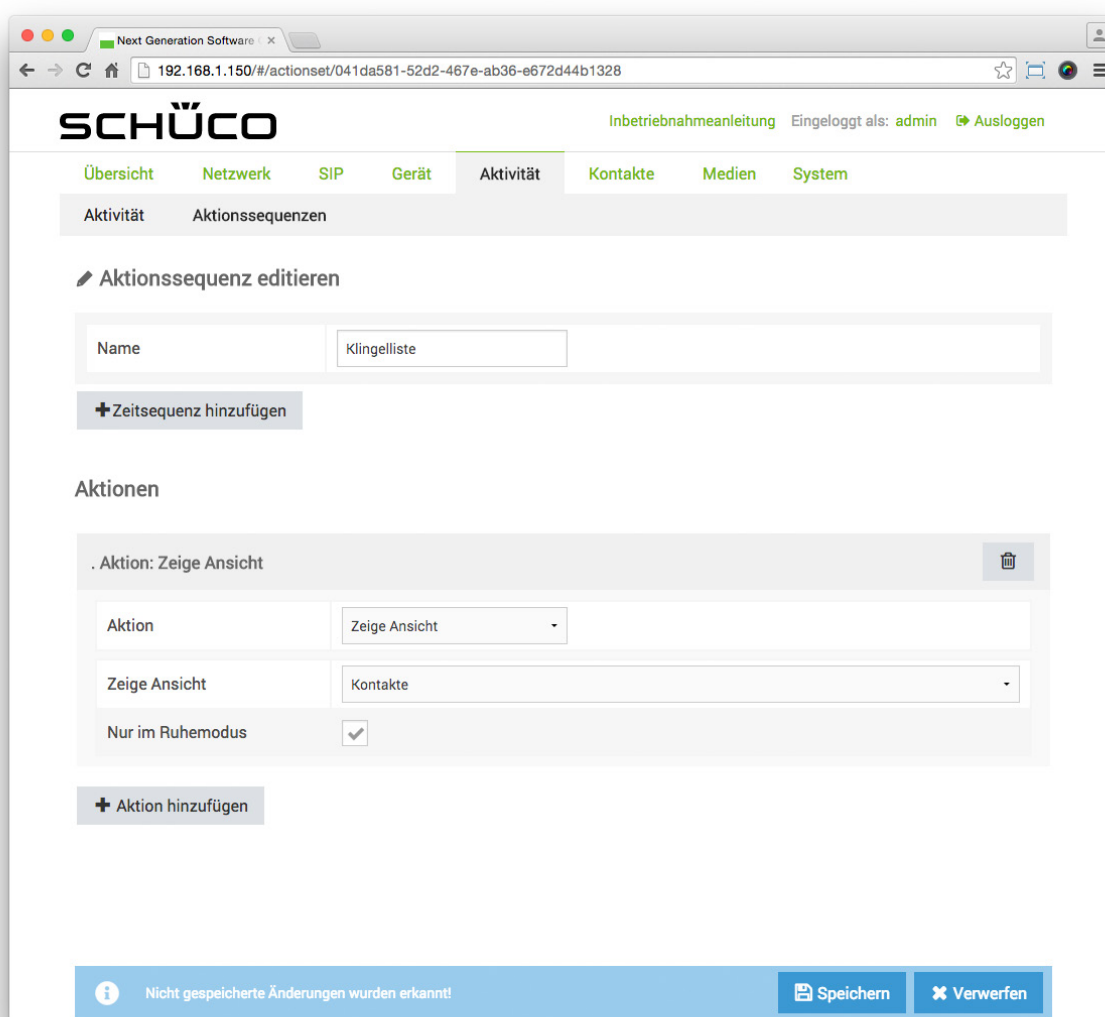 Next Generation Software
192.168.1.150/#/actionset/041da581-52d2-467e-ab36-e672d44b1328
SCHÜCO
Inbetriebnahmeanleitung Eingeloggt als: admin Ausloggen
Übersicht Netzwerk SIP Gerät Aktivität Kontakte Medien System
Aktivität Aktionssequenzen
Aktionssequenz editieren
Name Klingelliste
+Zeitsequenz hinzufügen
Aktionen
. Aktion: Zeige Ansicht
Aktion Zeige Ansicht
Zeige Ansicht Kontakte
Nur im Ruhemodus
+ Aktion hinzufügen
Nicht gespeicherte Änderungen wurden erkannt! Speichern Verwerfen